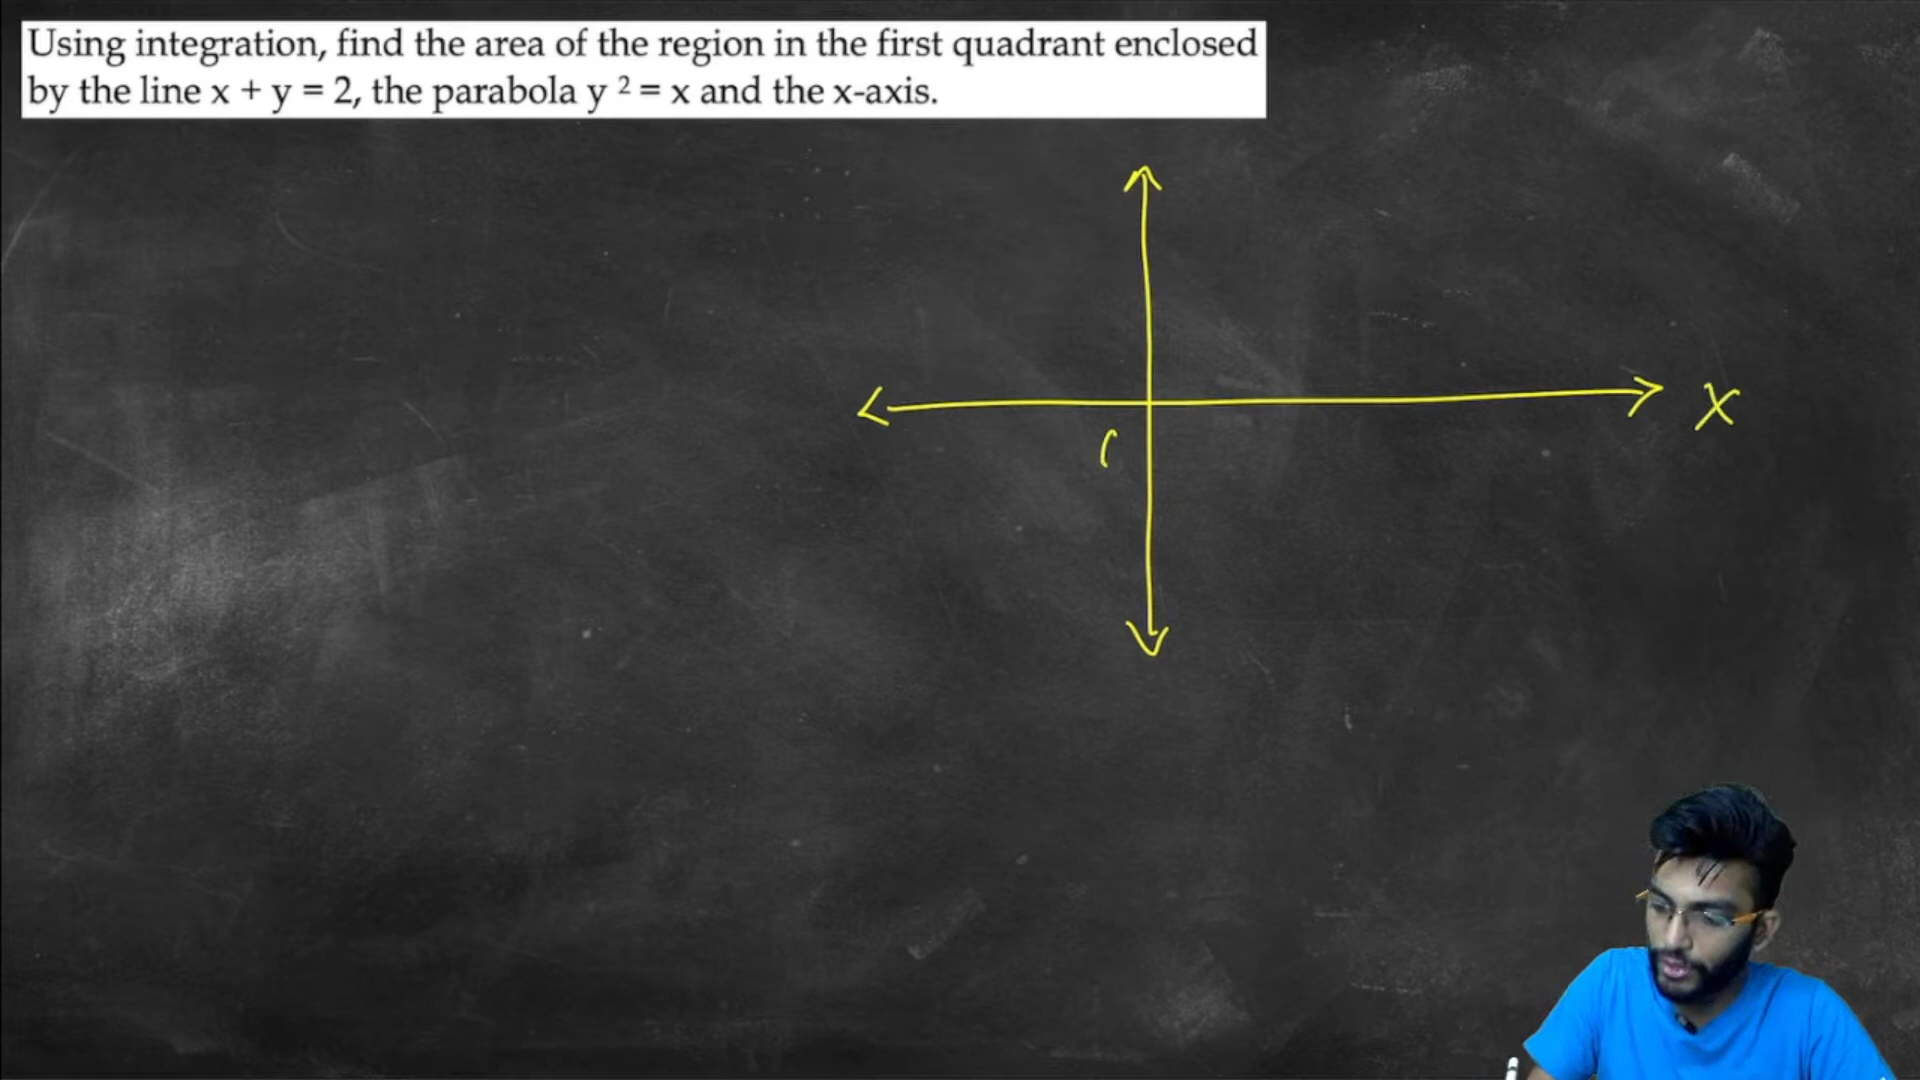 Using integration, find the area of the region in the first quadrant enclosed
by the line x + y = 2, the parabola y ² = x and the x-axis.
X